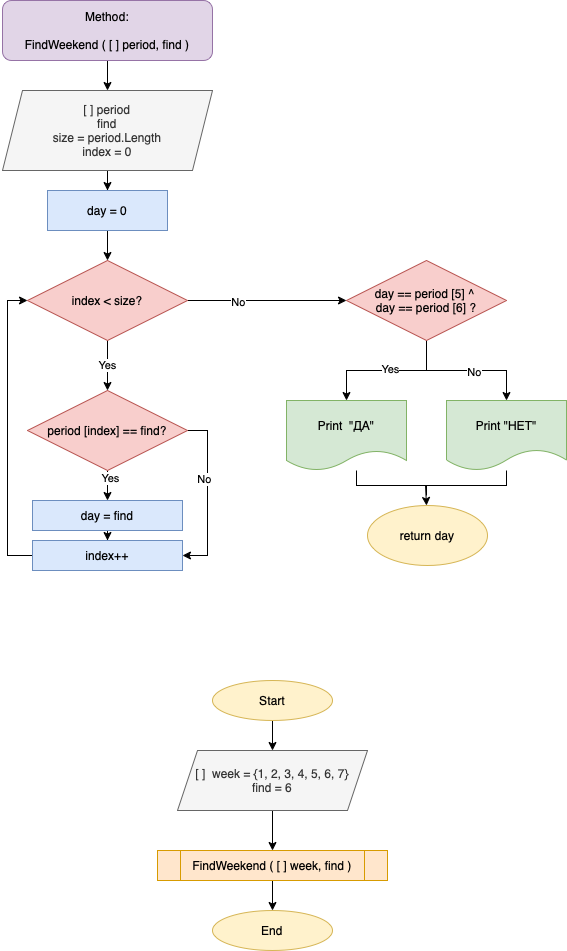 Method:
FindWeekend ( [ ] period, find )
[ ] period
find
size = period.Length
index = 0
day = 0
index < size?
No
day == period [5] ^
day == period [6] ?
Yes
Yes
No
period [index] == find?
Print "ДА"
Print "НЕТ"
Yes
No
day = find
return day
index++
Start
[ ] week = {1, 2, 3, 4, 5, 6, 7}
find = 6
FindWeekend ( [ ] week, find )
End